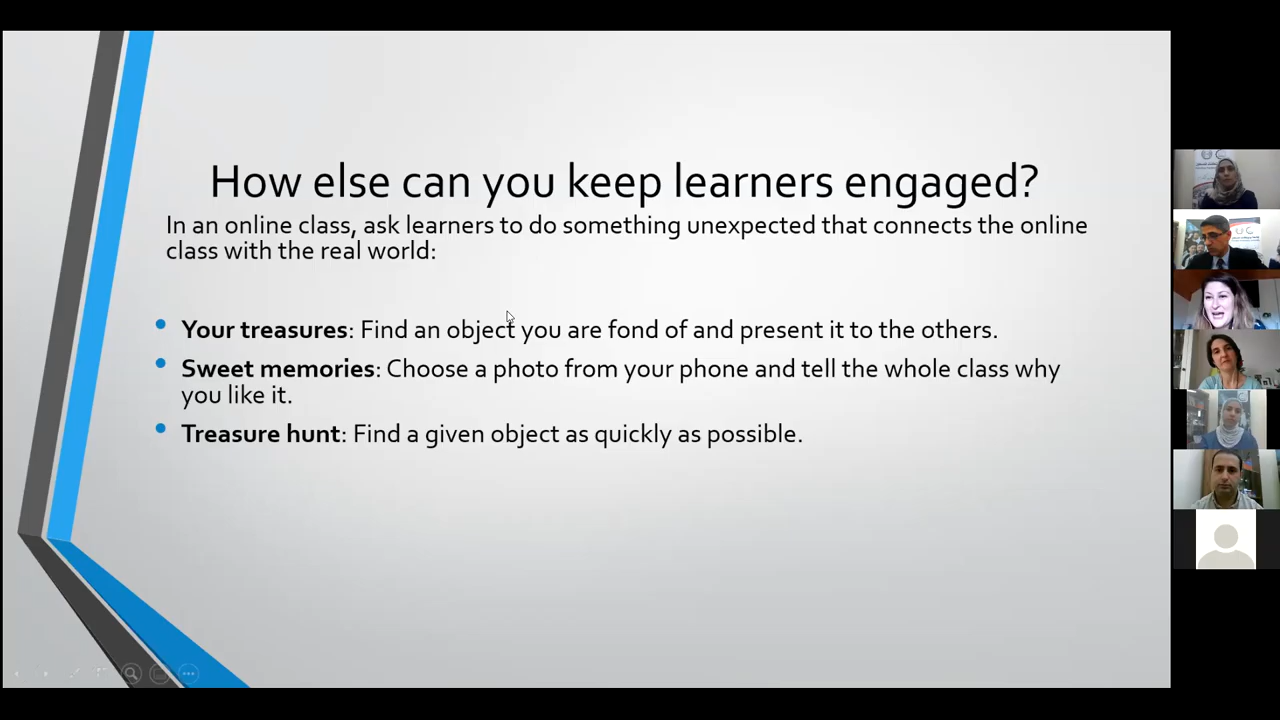 How else can you keep learners engaged?
In an online class, ask learners to do something unexpected that connects the online
class with the real world:
• Your treasures: Find an object you are fond of and present it to the others.
• Sweet memories: Choose a photo from your phone and tell the whole class why
you like it.
• Treasure hunt: Find a given object as quickly as possible.